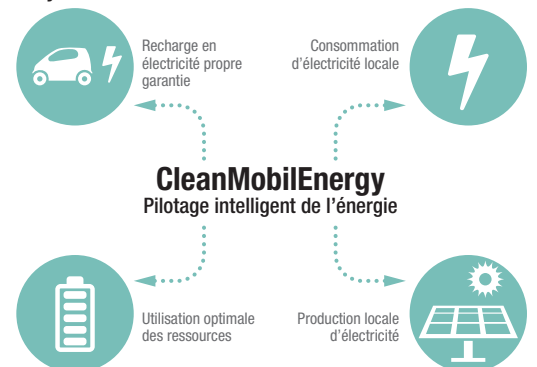 Recharge en
électricité propre
garantie
Consommation
d'électricité locale
CleanMobilEnergy
Pilotage intelligent de l'énergie
Utilisation optimale
des ressources
Production locale
d'électricité